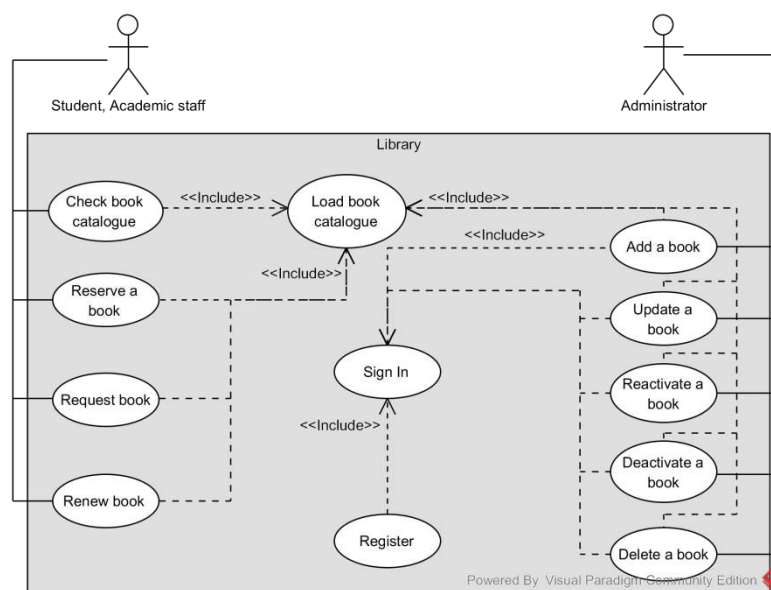 Student, Academic staff
Administrator
Library
Check book
catalogue
<<Include>>
Load book
catalogue
<<Include>>
<<Include>>
Add a book
<<Include>>
Reserve a
book
Update a
book
Sign In
Request book
Reactivate a
book
<<Include>>
Deactivate a
book
Renew book
Register
Delete a book
Powered By Visual Paradigm Community Edition